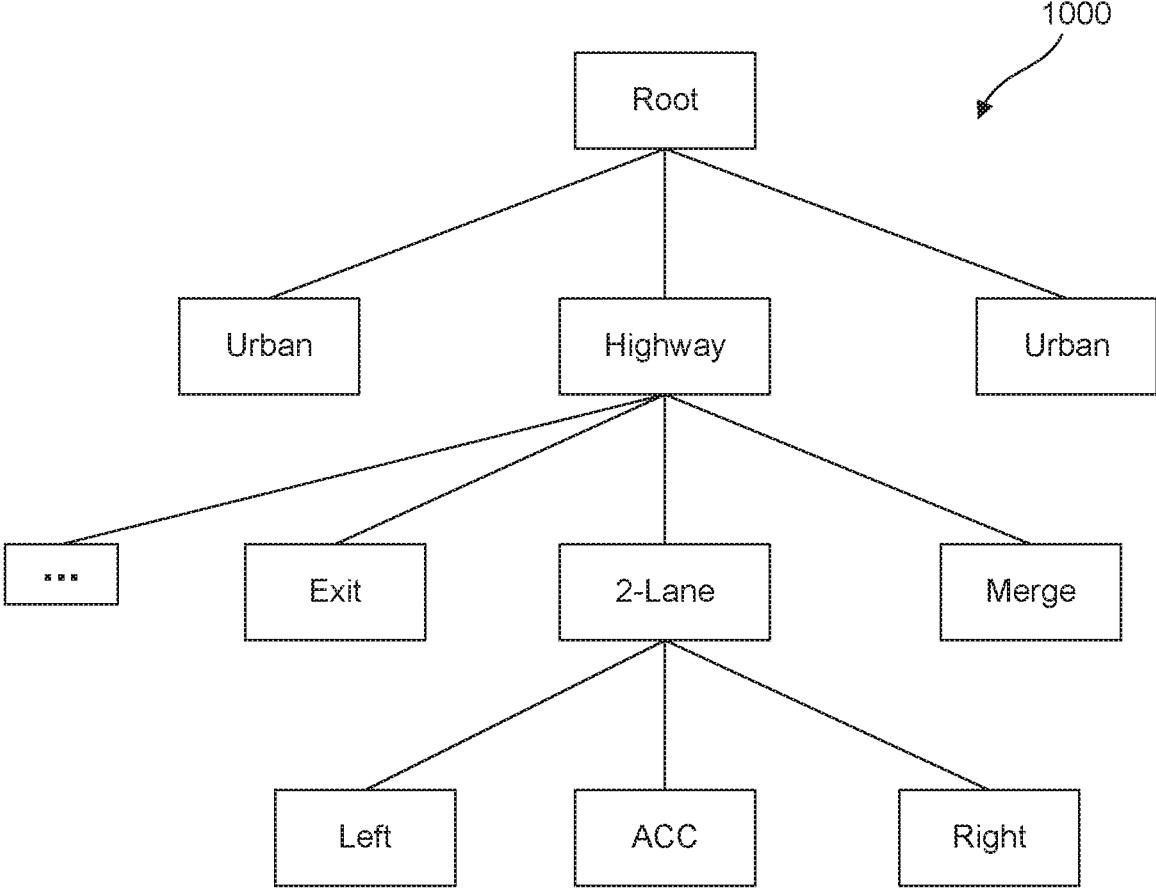 1000
Root
Urban
Highway
Urban
...
Exit
2-Lane
Merge
Left
ACC
Right